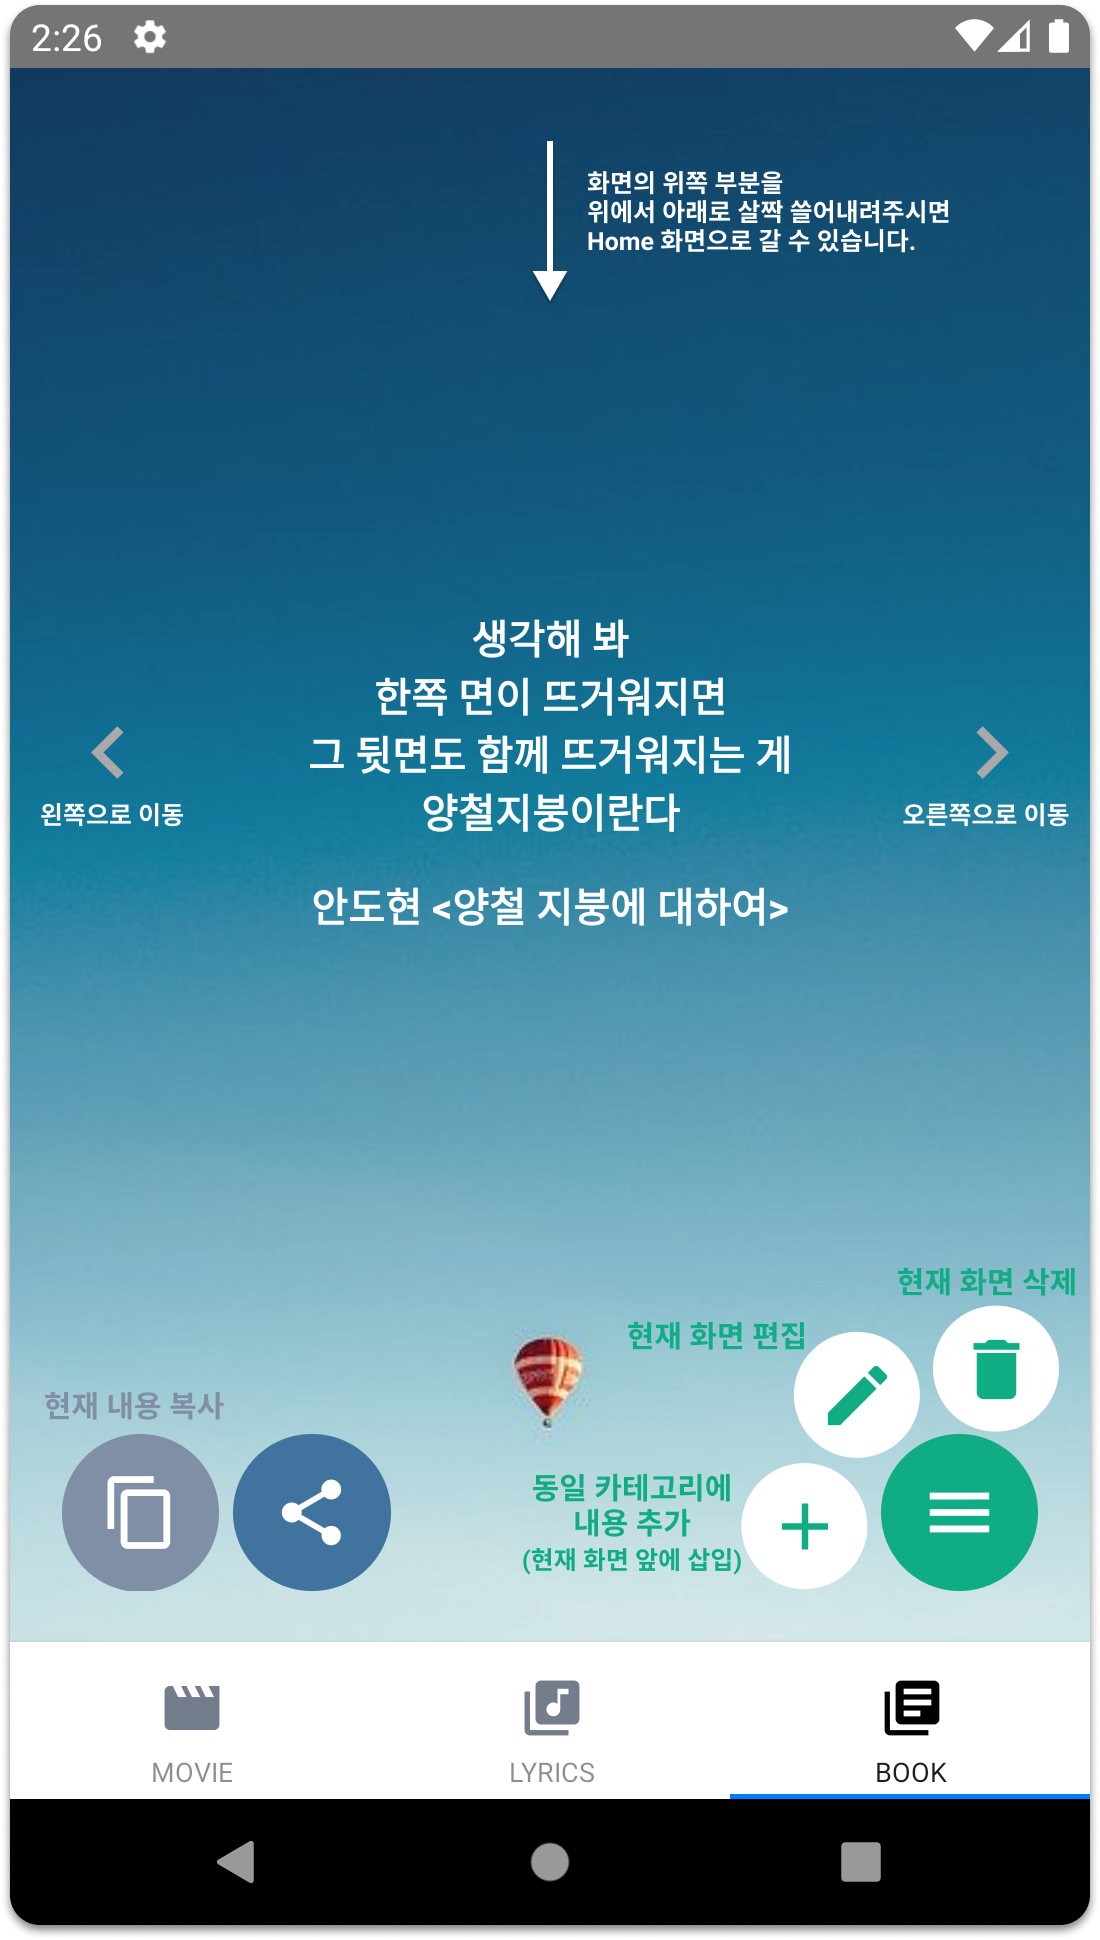 2:26
화면의 위쪽 부분을
위에서 아래로 살짝 쓸어내려주시면
Home 화면으로 갈 수 있습니다.
생각해 봐
한쪽 면이 뜨거워지면
그 뒷면도 함께 뜨거워지는 게
양철지붕이란다
왼쪽으로 이동
오른쪽으로 이동
안도현 <양철 지붕에 대하여>
현재 화면 삭제
현재 화면 편집
현재 내용 복사
동일 카테고리에
내용 추가
(현재 화면 앞에 삽입)
MOVIE
LYRICS
BOOK